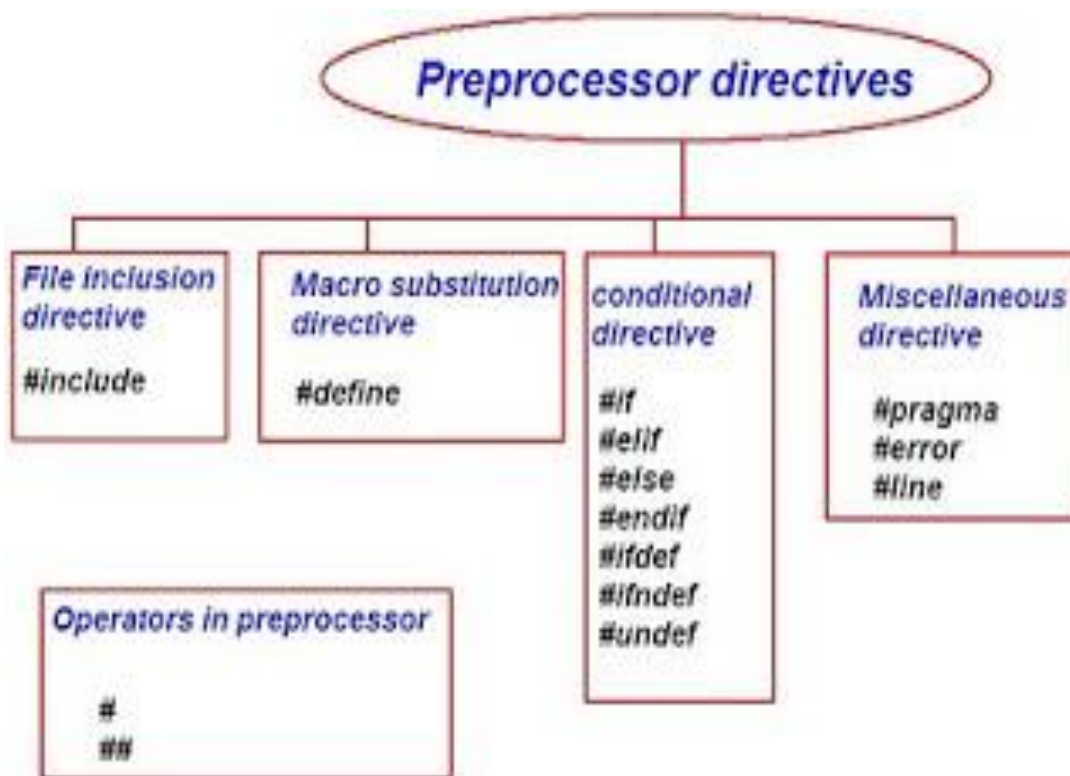 Preprocessor directives
File inclusion
directive
#include
Macro substitution
directive
#define
conditional
directive
#if
#elif
#else
#endif
#ifdef
#ifndef
#undef
Miscellaneous
directive
#pragma
#error
#line
Operators in preprocessor
#
##